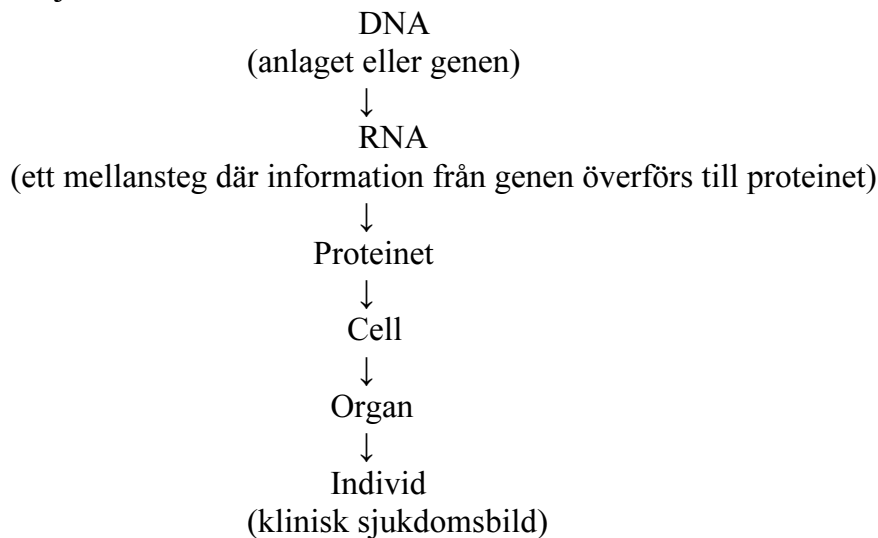 DNA
(anlaget eller genen)
↓
RNA
(ett mellansteg där information från genen överförs till proteinet)
↓
Proteinet
↓
Cell
↓
Organ
↓
Individ
(klinisk sjukdomsbild)